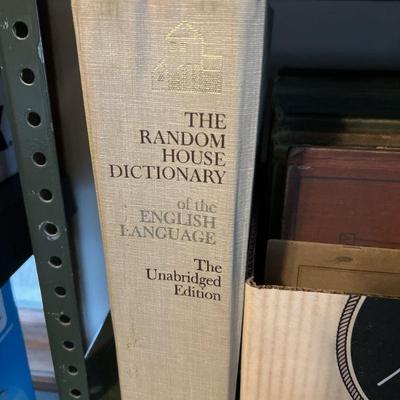 THE
RANDOM
HOUSE
DICTIONARY
of the
ENGLISH
LANGUAGE
The
Unabridged
Edition